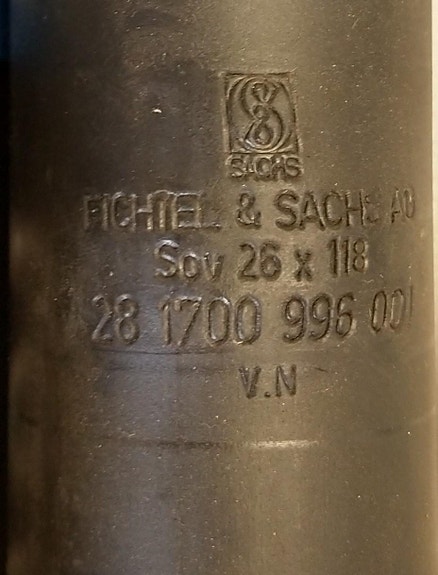 SACHS
FICHTEL & SACHS AG
Sov 26 x 118
28 1700 996 001
V.N